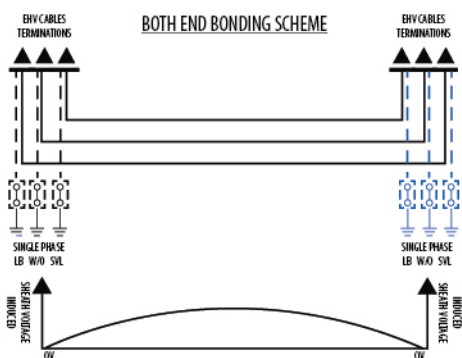 BOTH END BONDING SCHEME
EHV CABLES
TERMINATIONS
EHV CABLES
TERMINATIONS
SINGLE PHASE
LB W/O SVL
SINGLE PHASE
LB W/O SVL
INDUCED
SHEATH VOLTAGE
SHEATH VOLTAGE
INDUCED
0V
0V